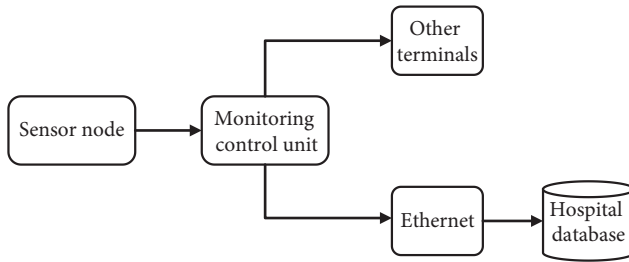 Other
terminals
Sensor node
Monitoring
control unit
Ethernet
Hospital
database